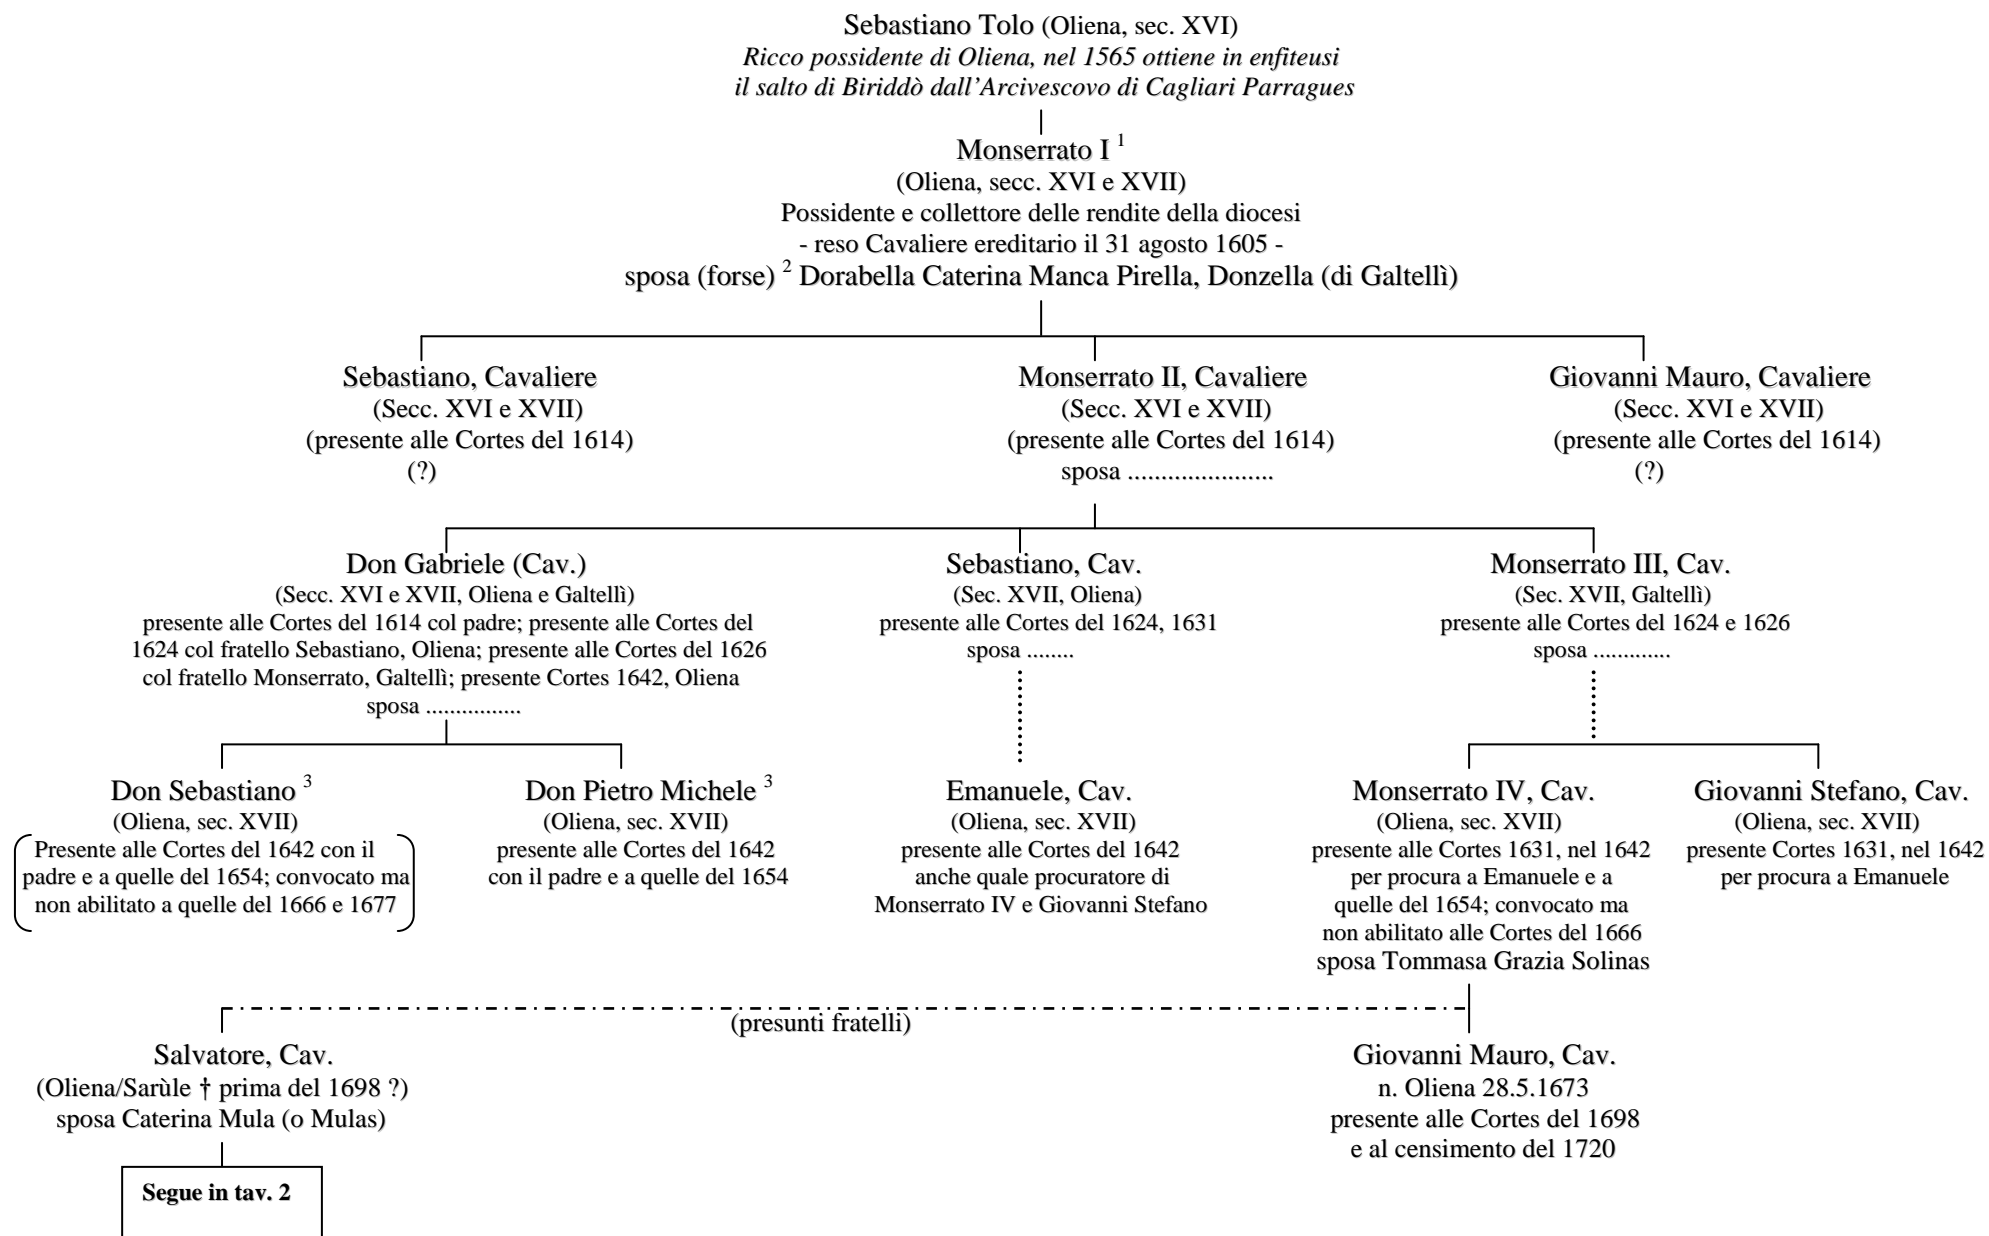 Sebastiano Tolo (Oliena, sec. XVI)
Ricco possidente di Oliena, nel 1565 ottiene in enfiteusi
il salto di Biriddò dall'Arcivescovo di Cagliari Parragues
Monserrato I 1
(Oliena, secc. XVI e XVII)
Possidente e collettore delle rendite della diocesi
- reso Cavaliere ereditario il 31 agosto 1605 -
sposa (forse) 2 Dorabella Caterina Manca Pirella, Donzella (di Galtellì)
Sebastiano, Cavaliere
(Secc. XVI e XVII)
(presente alle Cortes del 1614)
(?)
Monserrato II, Cavaliere
(Secc. XVI e XVII)
(presente alle Cortes del 1614)
sposa ......................
Giovanni Mauro, Cavaliere
(Secc. XVI e XVII)
(presente alle Cortes del 1614)
(?)
Don Gabriele (Cav.)
(Secc. XVI e XVII, Oliena e Galtellì)
presente alle Cortes del 1614 col padre; presente alle Cortes del
1624 col fratello Sebastiano, Oliena; presente alle Cortes del 1626
col fratello Monserrato, Galtellì; presente Cortes 1642, Oliena
sposa ................
Sebastiano, Cav.
(Sec. XVII, Oliena)
presente alle Cortes del 1624, 1631
sposa ........
Monserrato III, Cav.
(Sec. XVII, Galtellì)
presente alle Cortes del 1624 e 1626
sposa .............
Don Sebastiano 3
(Oliena, sec. XVII)
Presente alle Cortes del 1642 con il
padre e a quelle del 1654; convocato ma
non abilitato a quelle del 1666 e 1677
Don Pietro Michele 3
(Oliena, sec. XVII)
presente alle Cortes del 1642
con il padre e a quelle del 1654
Emanuele, Cav.
(Oliena, sec. XVII)
presente alle Cortes del 1642
anche quale procuratore di
Monserrato IV e Giovanni Stefano
Monserrato IV, Cav.
(Oliena, sec. XVII)
presente alle Cortes 1631, nel 1642
per procura a Emanuele e a
quelle del 1654; convocato ma
non abilitato alle Cortes del 1666
sposa Tommasa Grazia Solinas
Giovanni Stefano, Cav.
(Oliena, sec. XVII)
presente Cortes 1631, nel 1642
per procura a Emanuele
(presunti fratelli)
Salvatore, Cav.
(Oliena/Sarùle † prima del 1698 ?)
sposa Caterina Mula (o Mulas)
Giovanni Mauro, Cav.
n. Oliena 28.5.1673
presente alle Cortes del 1698
e al censimento del 1720
Segue in tav. 2